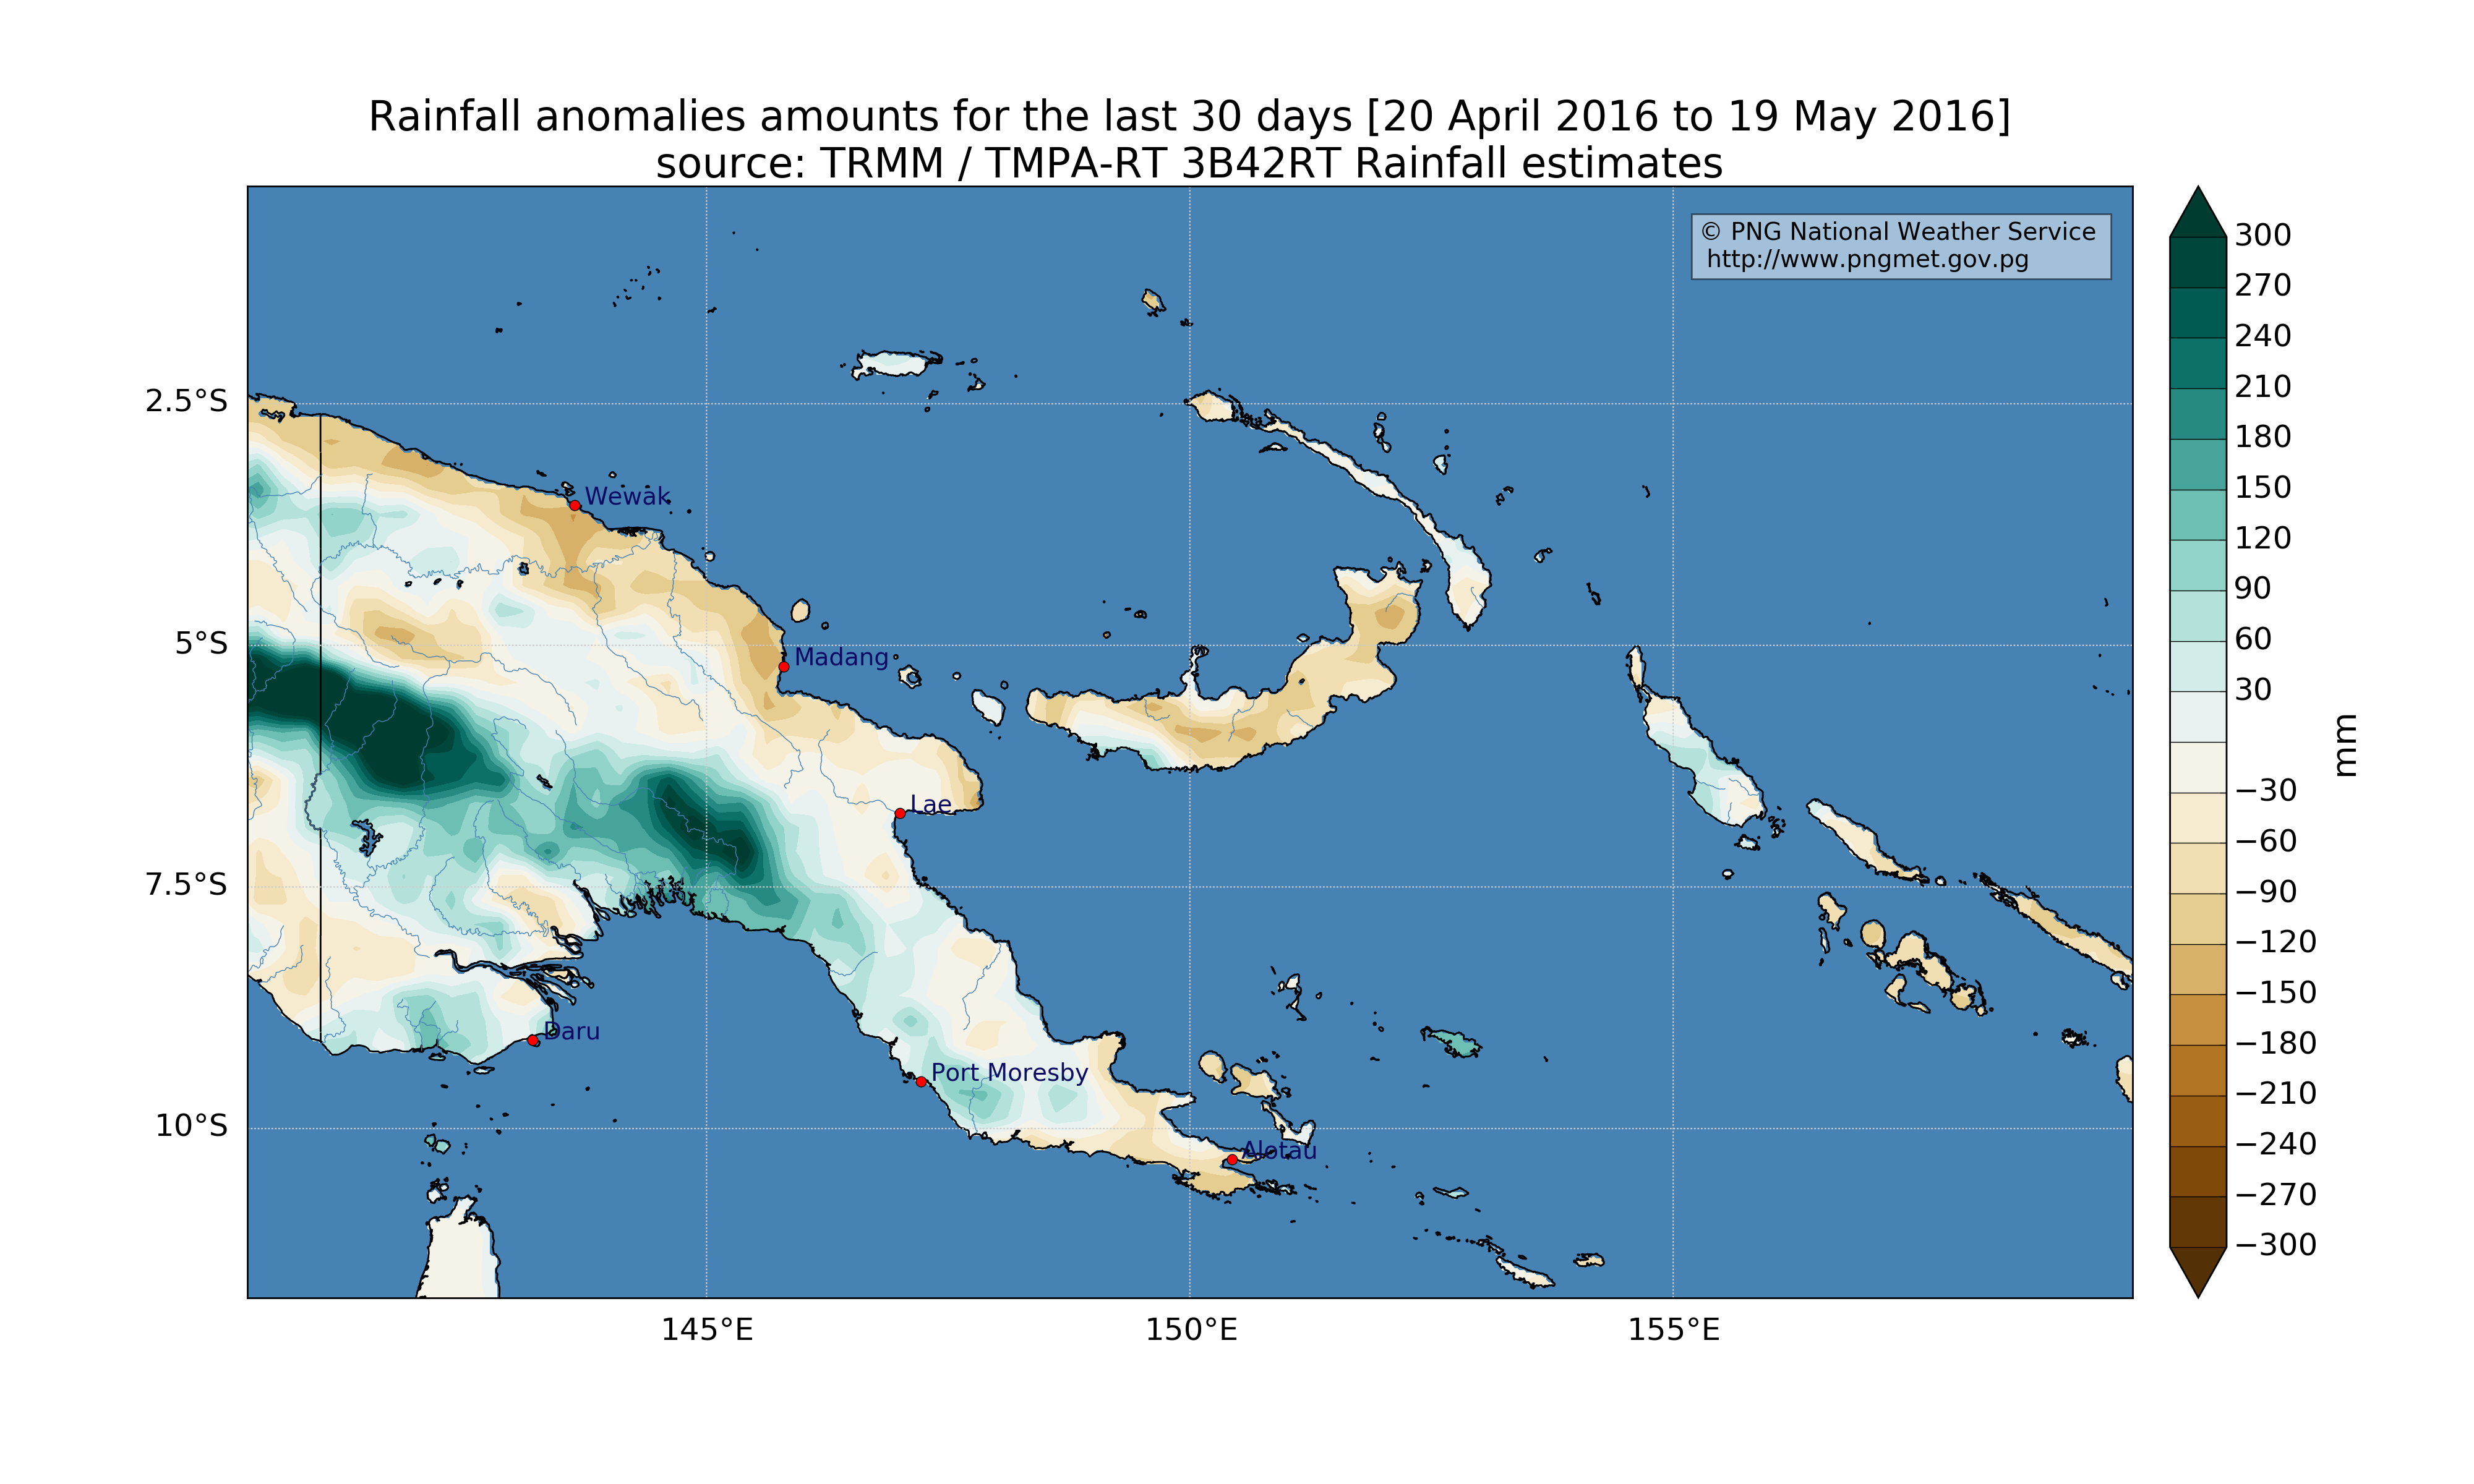 Rainfall anomalies amounts for the last 30 days [20 April 2016 to 19 May 2016]
source: TRMM / TMPA-RT 3B42RT Rainfall estimates
© PNG National Weather Service
http://www.pngmet.gov.pg
300
270
240
210
180
150
120
90
60
30
−30
−60
−90
−120
−150
−180
−210
−240
−270
−300
mm
2.5°S
5°S
7.5°S
10°S
Wewak
Madang
Lae
Daru
Port Moresby
Alotau
145°E
150°E
155°E